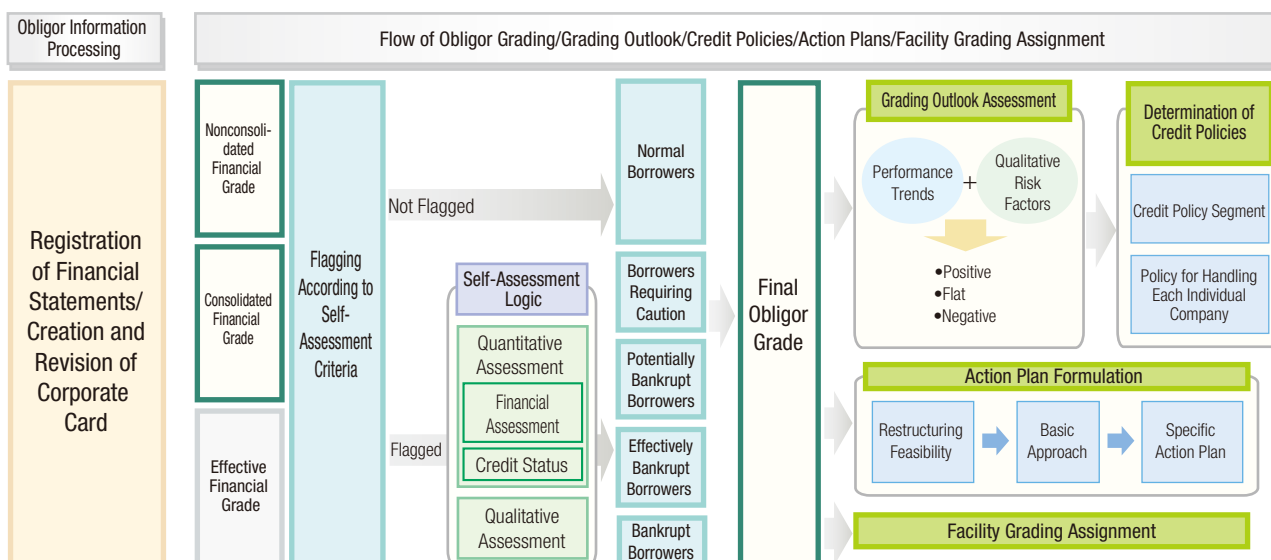 Obligor Information
Processing
Flow of Obligor Grading/Grading Outlook/Credit Policies/Action Plans/Facility Grading Assignment
Registration
of Financial
Statements/
Creation and
Revision of
Corporate
Card
Nonconsoli-
dated
Financial
Grade
Consolidated
Financial
Grade
Effective
Financial
Grade
Flagging
According to
Self-
Assessment
Criteria
Not Flagged
Flagged
Self-Assessment
Logic
Quantitative
Assessment
Financial
Assessment
Credit Status
Qualitative
Assessment
Normal
Borrowers
Borrowers
Requiring
Caution
Potentially
Bankrupt
Borrowers
Effectively
Bankrupt
Borrowers
Bankrupt
Borrowers
Final
Obligor
Grade
Grading Outlook Assessment
Performance
Trends
+
Qualitative
Risk
Factors
•Positive
•Flat
•Negative
Determination of
Credit Policies
Credit Policy Segment
Policy for Handling
Each Individual
Company
Action Plan Formulation
Restructuring
Feasibility
Basic
Approach
Specific
Action Plan
Facility Grading Assignment